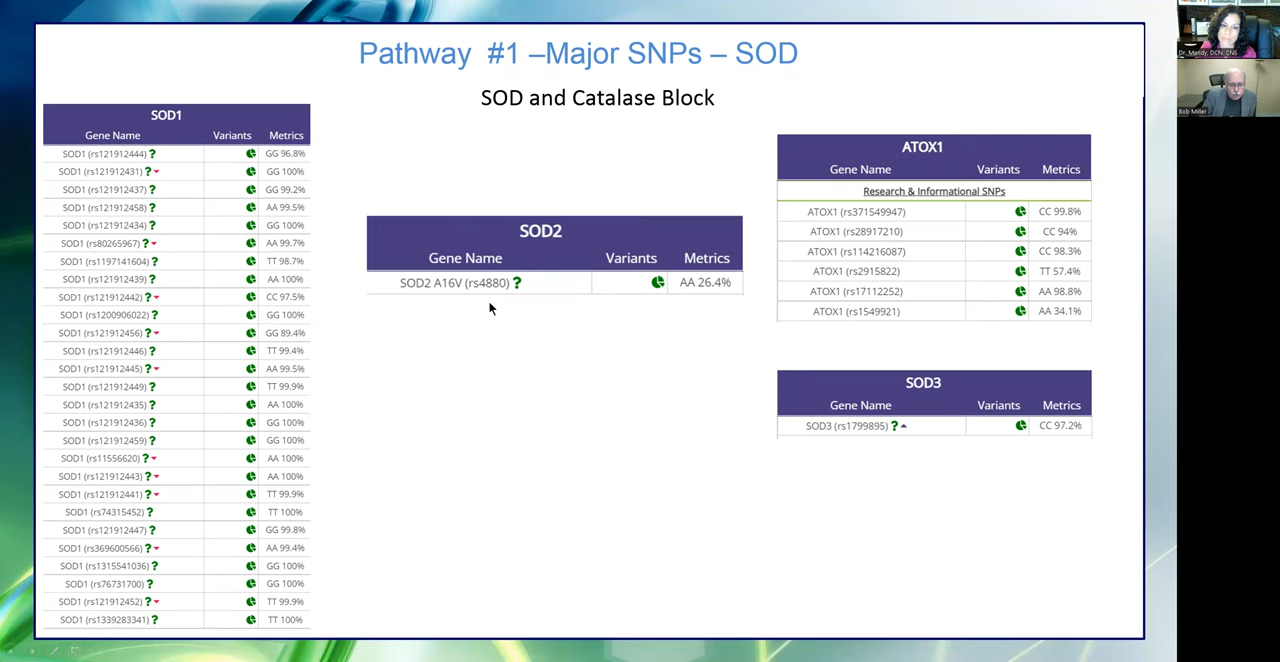 Pathway #1 –Major SNPs – SOD
SOD and Catalase Block
SOD1
Gene Name Variants Metrics
SOD1 (rs121912444) ? GG 96.8%
SOD1 (rs121912431) ? GG 100%
SOD1 (rs121912437) ? GG 99.2%
SOD1 (rs121912458) ? AA 99.5%
SOD1 (rs121912434) ? GG 100%
SOD1 (rs80265967) ? AA 99.7%
SOD1 (rs1197141604) ? TT 98.7%
SOD1 (rs121912439) ? AA 100%
SOD1 (rs121912442) ? CC 97.5%
SOD1 (rs1200906022) ? GG 100%
SOD1 (rs121912456) ? GG 89.4%
SOD1 (rs121912446) ? TT 99.4%
SOD1 (rs121912445) ? AA 99.5%
SOD1 (rs121912449) ? TT 99.9%
SOD1 (rs121912435) ? AA 100%
SOD1 (rs121912436) ? GG 100%
SOD1 (rs121912459) ? GG 100%
SOD1 (rs11556620) ? AA 100%
SOD1 (rs121912443) ? AA 100%
SOD1 (rs121912441) ? TT 99.9%
SOD1 (rs74315452) ? TT 100%
SOD1 (rs121912447) ? GG 99.8%
SOD1 (rs369600566) ? AA 99.4%
SOD1 (rs1315541036) ? GG 100%
SOD1 (rs76731700) ? GG 100%
SOD1 (rs121912452) ? TT 99.9%
SOD1 (rs1339283341) ? TT 100%
SOD2
Gene Name Variants Metrics
SOD2 A16V (rs4880) ? AA 26.4%
ATOX1
Gene Name Variants Metrics
Research & Informational SNPs
ATOX1 (rs371549947) CC 99.8%
ATOX1 (rs28917210) CC 94%
ATOX1 (rs114216087) CC 98.3%
ATOX1 (rs2915822) TT 57.4%
ATOX1 (rs17112252) AA 98.8%
ATOX1 (rs1549921) AA 34.1%
SOD3
Gene Name Variants Metrics
SOD3 (rs1799895) ? CC 97.2%
Dr. Mandy, DCN, CNS
Bob Miller